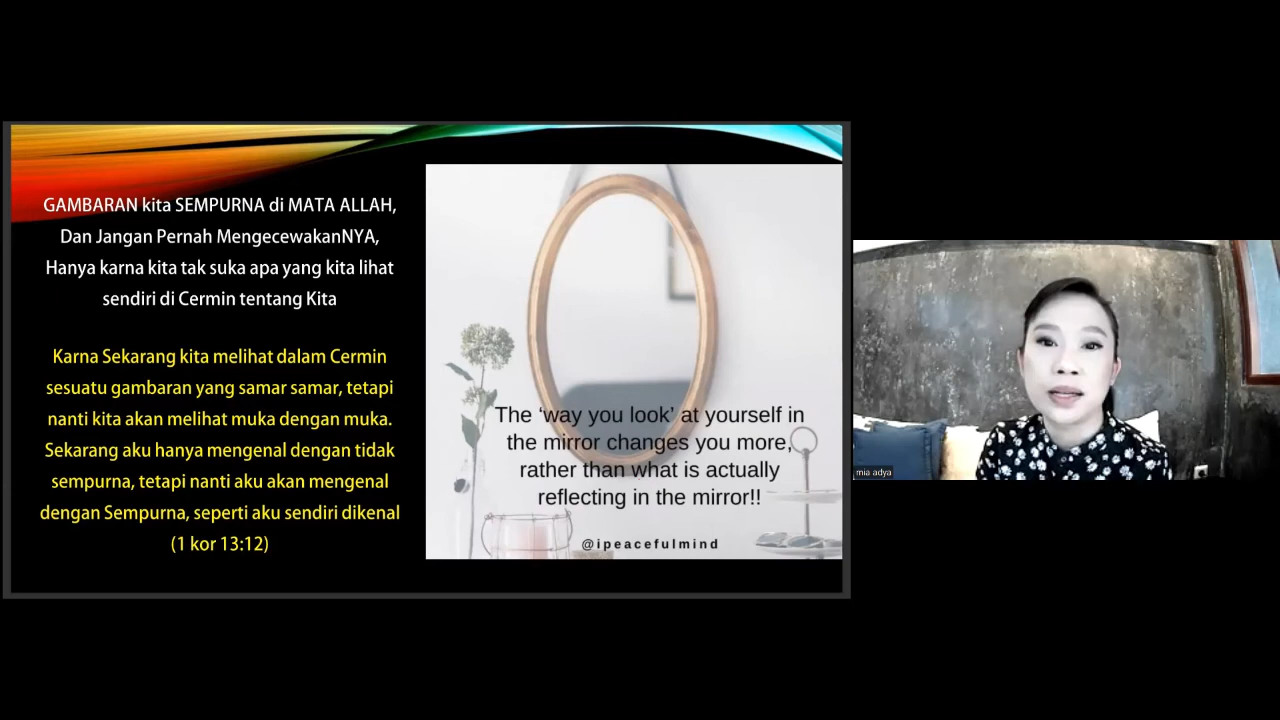 GAMBARAN kita SEMPURNA di MATA ALLAH,
Dan Jangan Pernah MengecewakanNYA,
Hanya karna kita tak suka apa yang kita lihat
sendiri di Cermin tentang Kita
Karna Sekarang kita melihat dalam Cermin
sesuatu gambaran yang samar samar, tetapi
nanti kita akan melihat muka dengan muka.
Sekarang aku hanya mengenal dengan tidak
sempurna, tetapi nanti aku akan mengenal
dengan Sempurna, seperti aku sendiri dikenal
(1 kor 13:12)
The ‘way you look’ at yourself in
the mirror changes you more,
rather than what is actually
reflecting in the mirror!!
@ipeacefulmind
mia adya